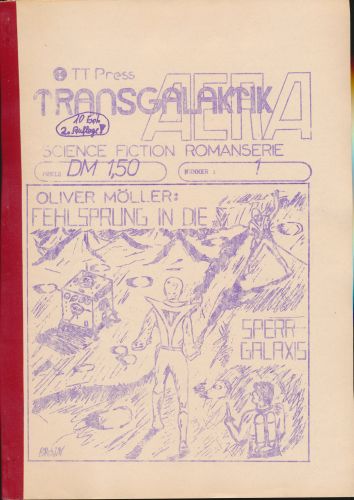 TT Press
TRANSGALAKTIK
AERA
10 Expl.
2. Auflage!
SCIENCE FICTION ROMANSERIE
PREIS DM 1,50 NUMMER : 1
OLIVER MÖLLER:
FEHLSPRUNG IN DIE
SPERR-
GALAXIS